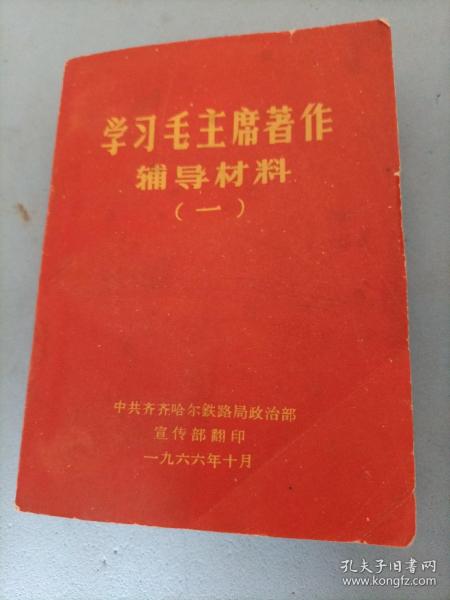 学习毛主席著作
辅导材料
（一）
中共齐齐哈尔鉄路局政治部
宣传部翻印
一九六六年十月
孔夫子旧书网
www.kongfz.com